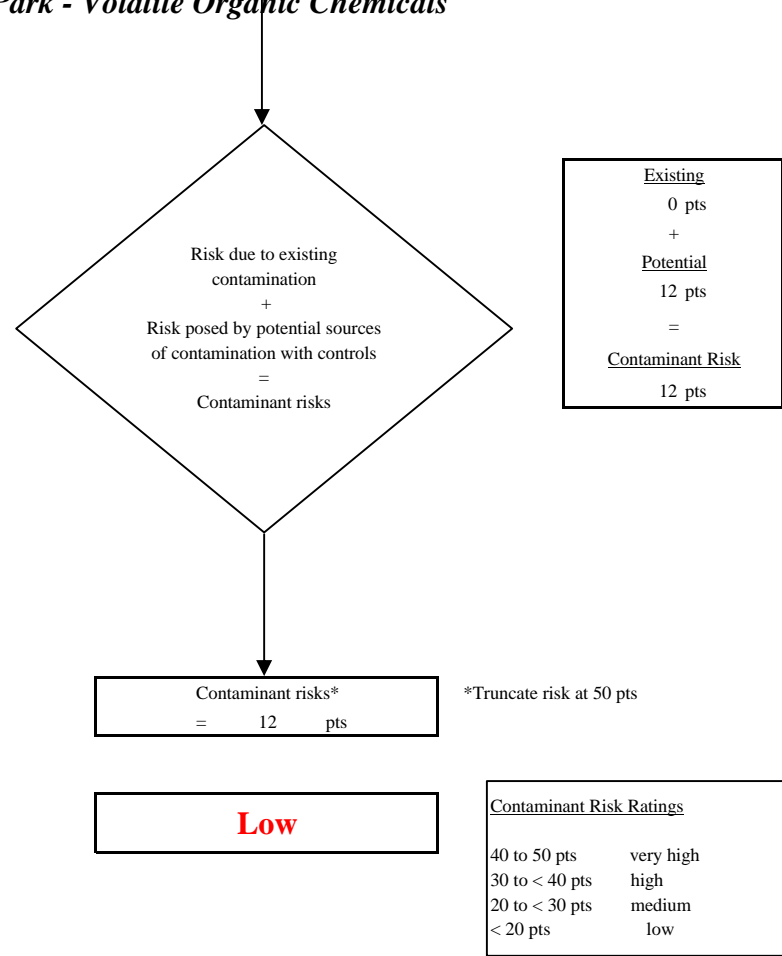 Park - Volatile Organic Chemicals
Risk due to existing
contamination
+
Risk posed by potential sources
of contamination with controls
=
Contaminant risks
Existing
0 pts
+
Potential
12 pts
=
Contaminant Risk
12 pts
Contaminant risks*
= 12 pts
*Truncate risk at 50 pts
Low
Contaminant Risk Ratings
40 to 50 pts very high
30 to < 40 pts high
20 to < 30 pts medium
< 20 pts low